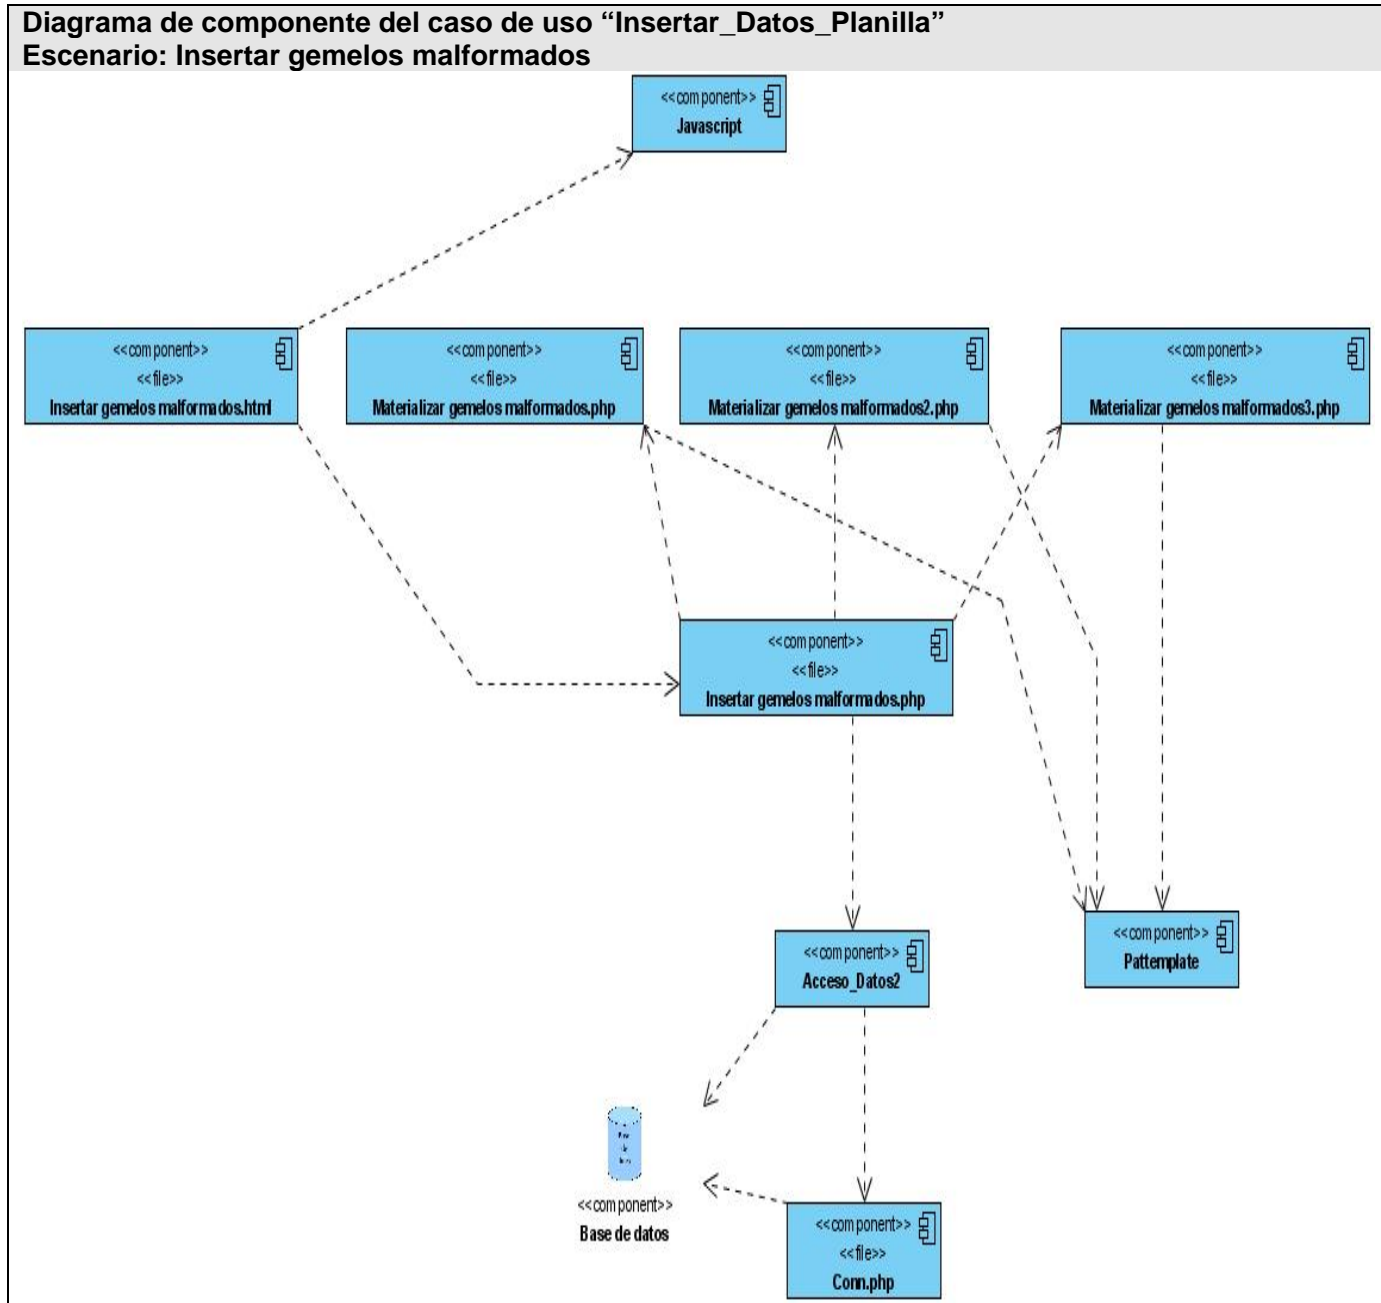 Diagrama de componente del caso de uso “Insertar_Datos_Planilla”
Escenario: Insertar gemelos malformados
<<component>>
Javascript
<<component>>
<<file>>
Insertar gemelos malformados.html
<<component>>
<<file>>
Materializar gemelos malformados.php
<<component>>
<<file>>
Materializar gemelos malformados2.php
<<component>>
<<file>>
Materializar gemelos malformados3.php
<<component>>
<<file>>
Insertar gemelos malformados.php
<<component>>
Acceso_Datos2
<<component>>
Pattemplate
<<component>>
Base de datos
<<component>>
<<file>>
Conn.php